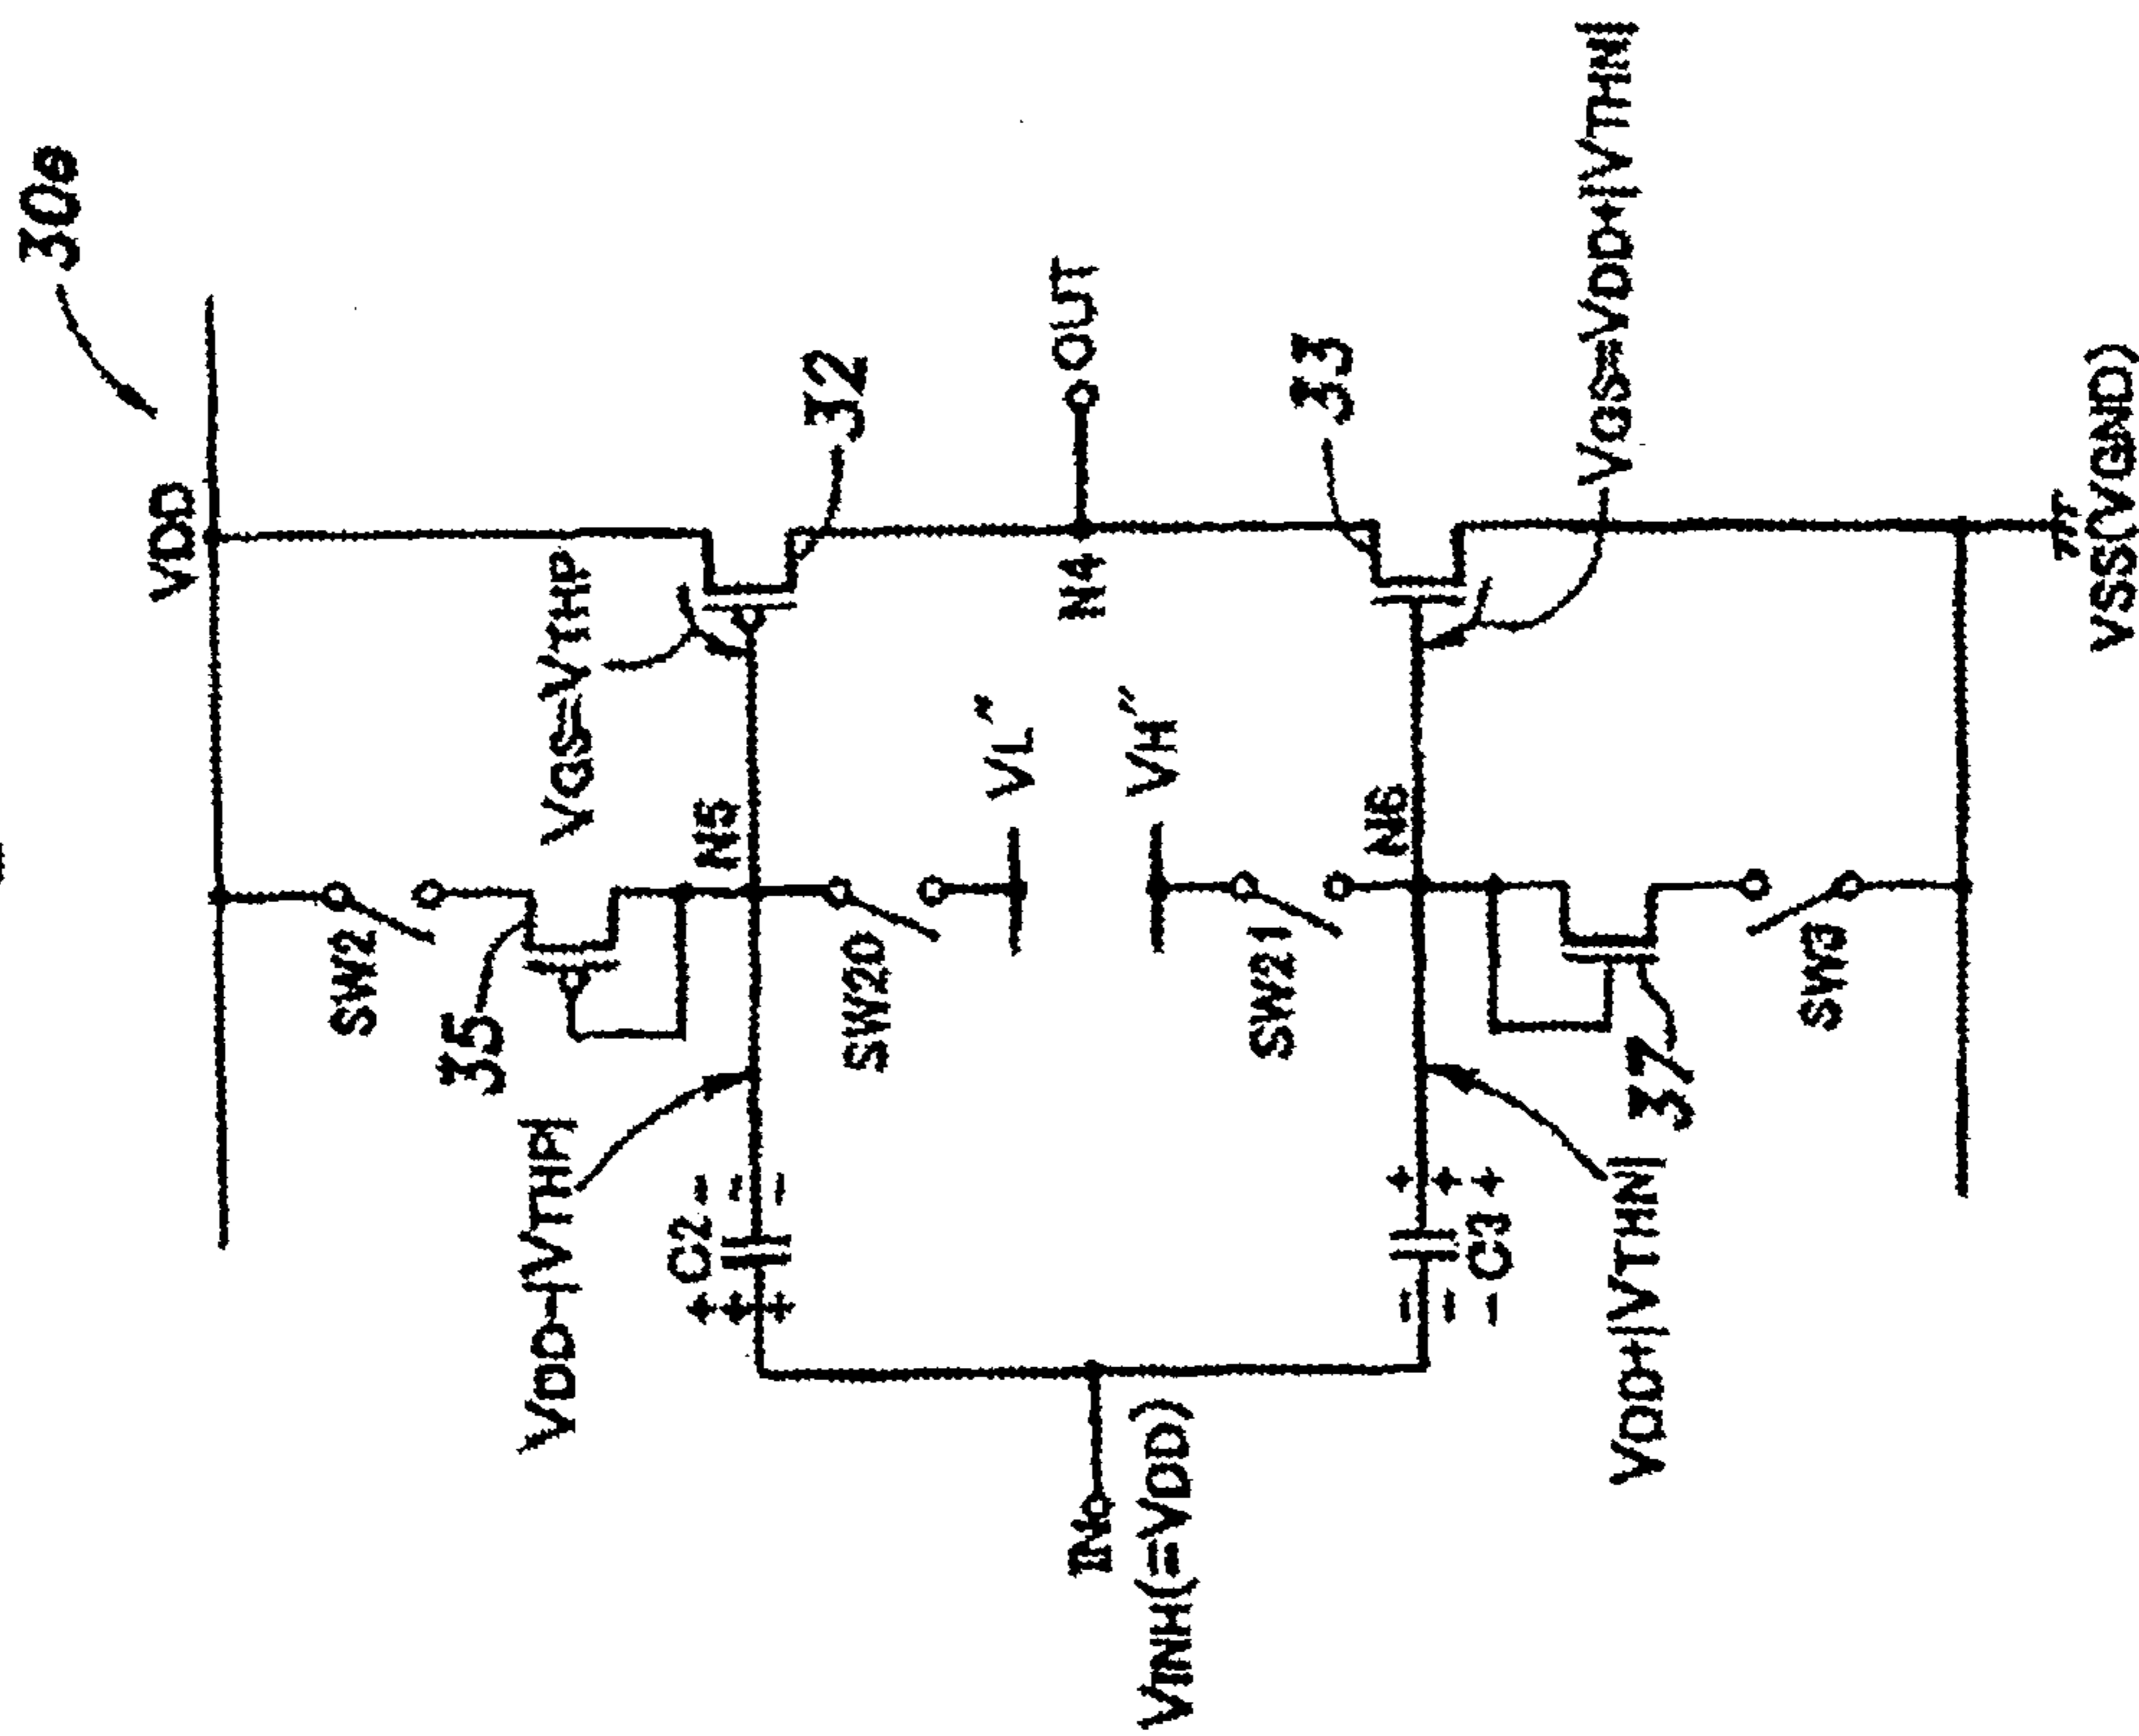 30e
VDD
SW2
35
VDD-|VTHP|
Vgs=VTHP
+ C2 -
+ -
+ -
N5
32
SW20
VL"
IN
N4
OUT
VINH(=VDD)
VH"
SW21
33
N6
- +
- +
- C3 +
VDD+|VTHN|
37
Vgs=VDD+|VTHN|
SW3
VSS(VGND)